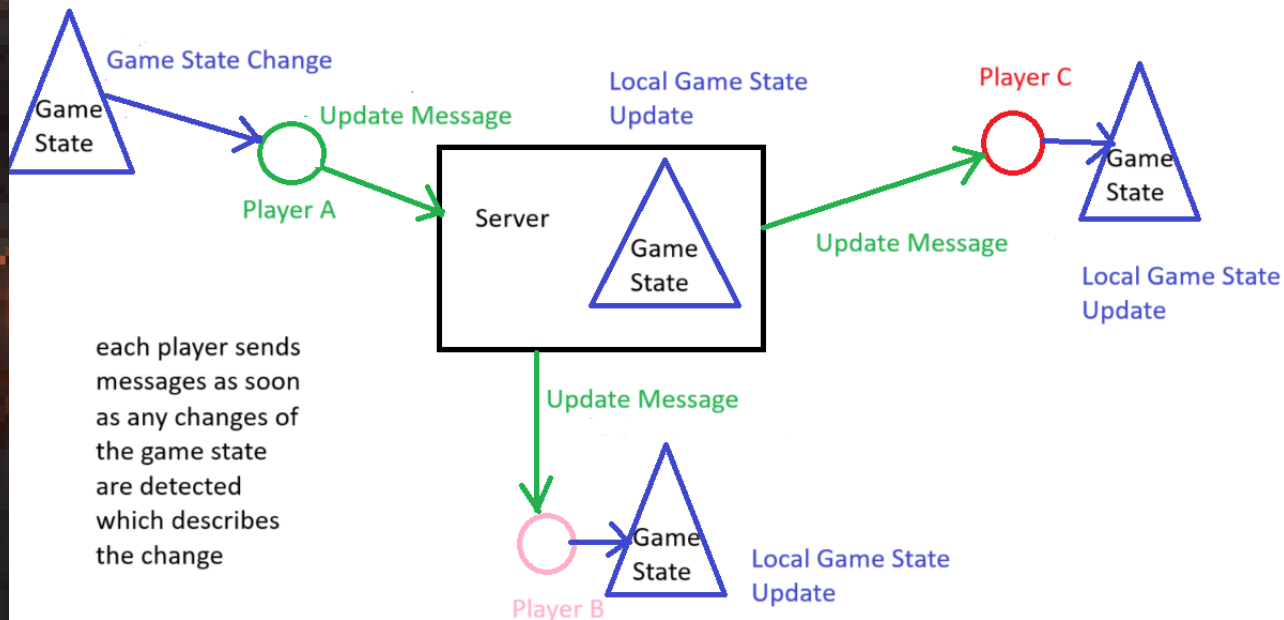 Game State Change
Game
State
Update Message
Player A
Local Game State
Update
Server
Game
State
Player C
Game
State
Update Message
Local Game State
Update
each player sends
messages as soon
as any changes of
the game state
are detected
which describes
the change
Update Message
Game
State
Local Game State
Update
Player B